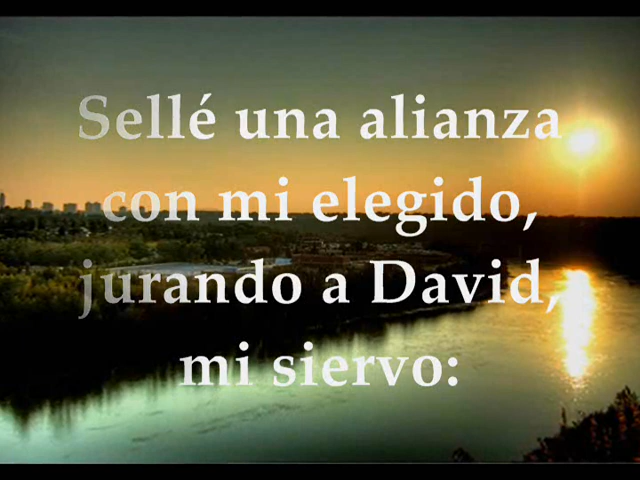 Sellé una alianza
con mi elegido,
jurando a David,
mi siervo: